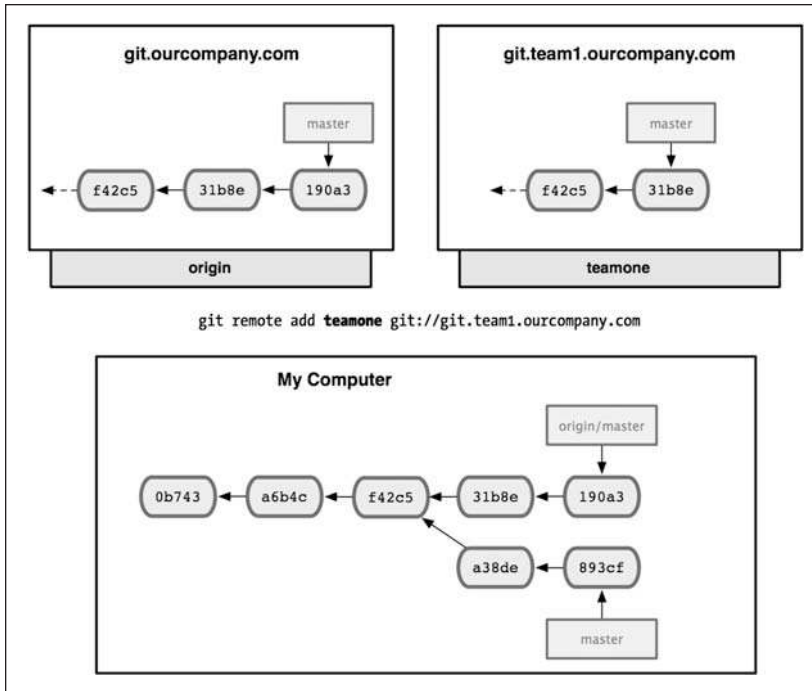 git.ourcompany.com
master
f42c5
31b8e
190a3
origin
git.team1.ourcompany.com
master
f42c5
31b8e
teamone
git remote add teamone git://git.team1.ourcompany.com
My Computer
origin/master
0b743
a6b4c
f42c5
31b8e
190a3
a38de
893cf
master